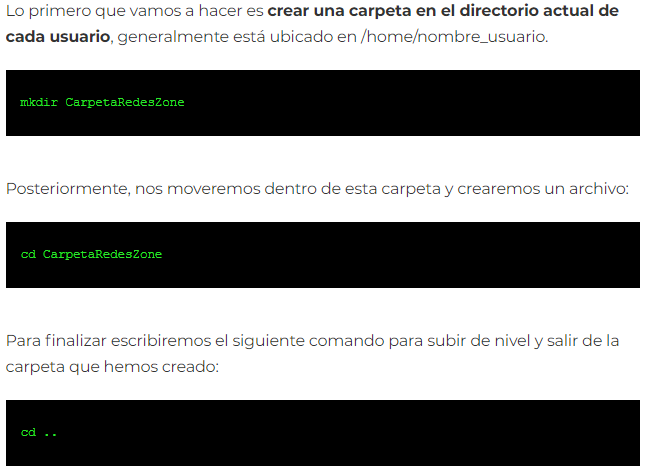 Lo primero que vamos a hacer es crear una carpeta en el directorio actual de
cada usuario, generalmente está ubicado en /home/nombre_usuario.
mkdir CarpetaRedesZone
Posteriormente, nos moveremos dentro de esta carpeta y crearemos un archivo:
cd CarpetaRedesZone
Para finalizar escribiremos el siguiente comando para subir de nivel y salir de la
carpeta que hemos creado:
cd ..